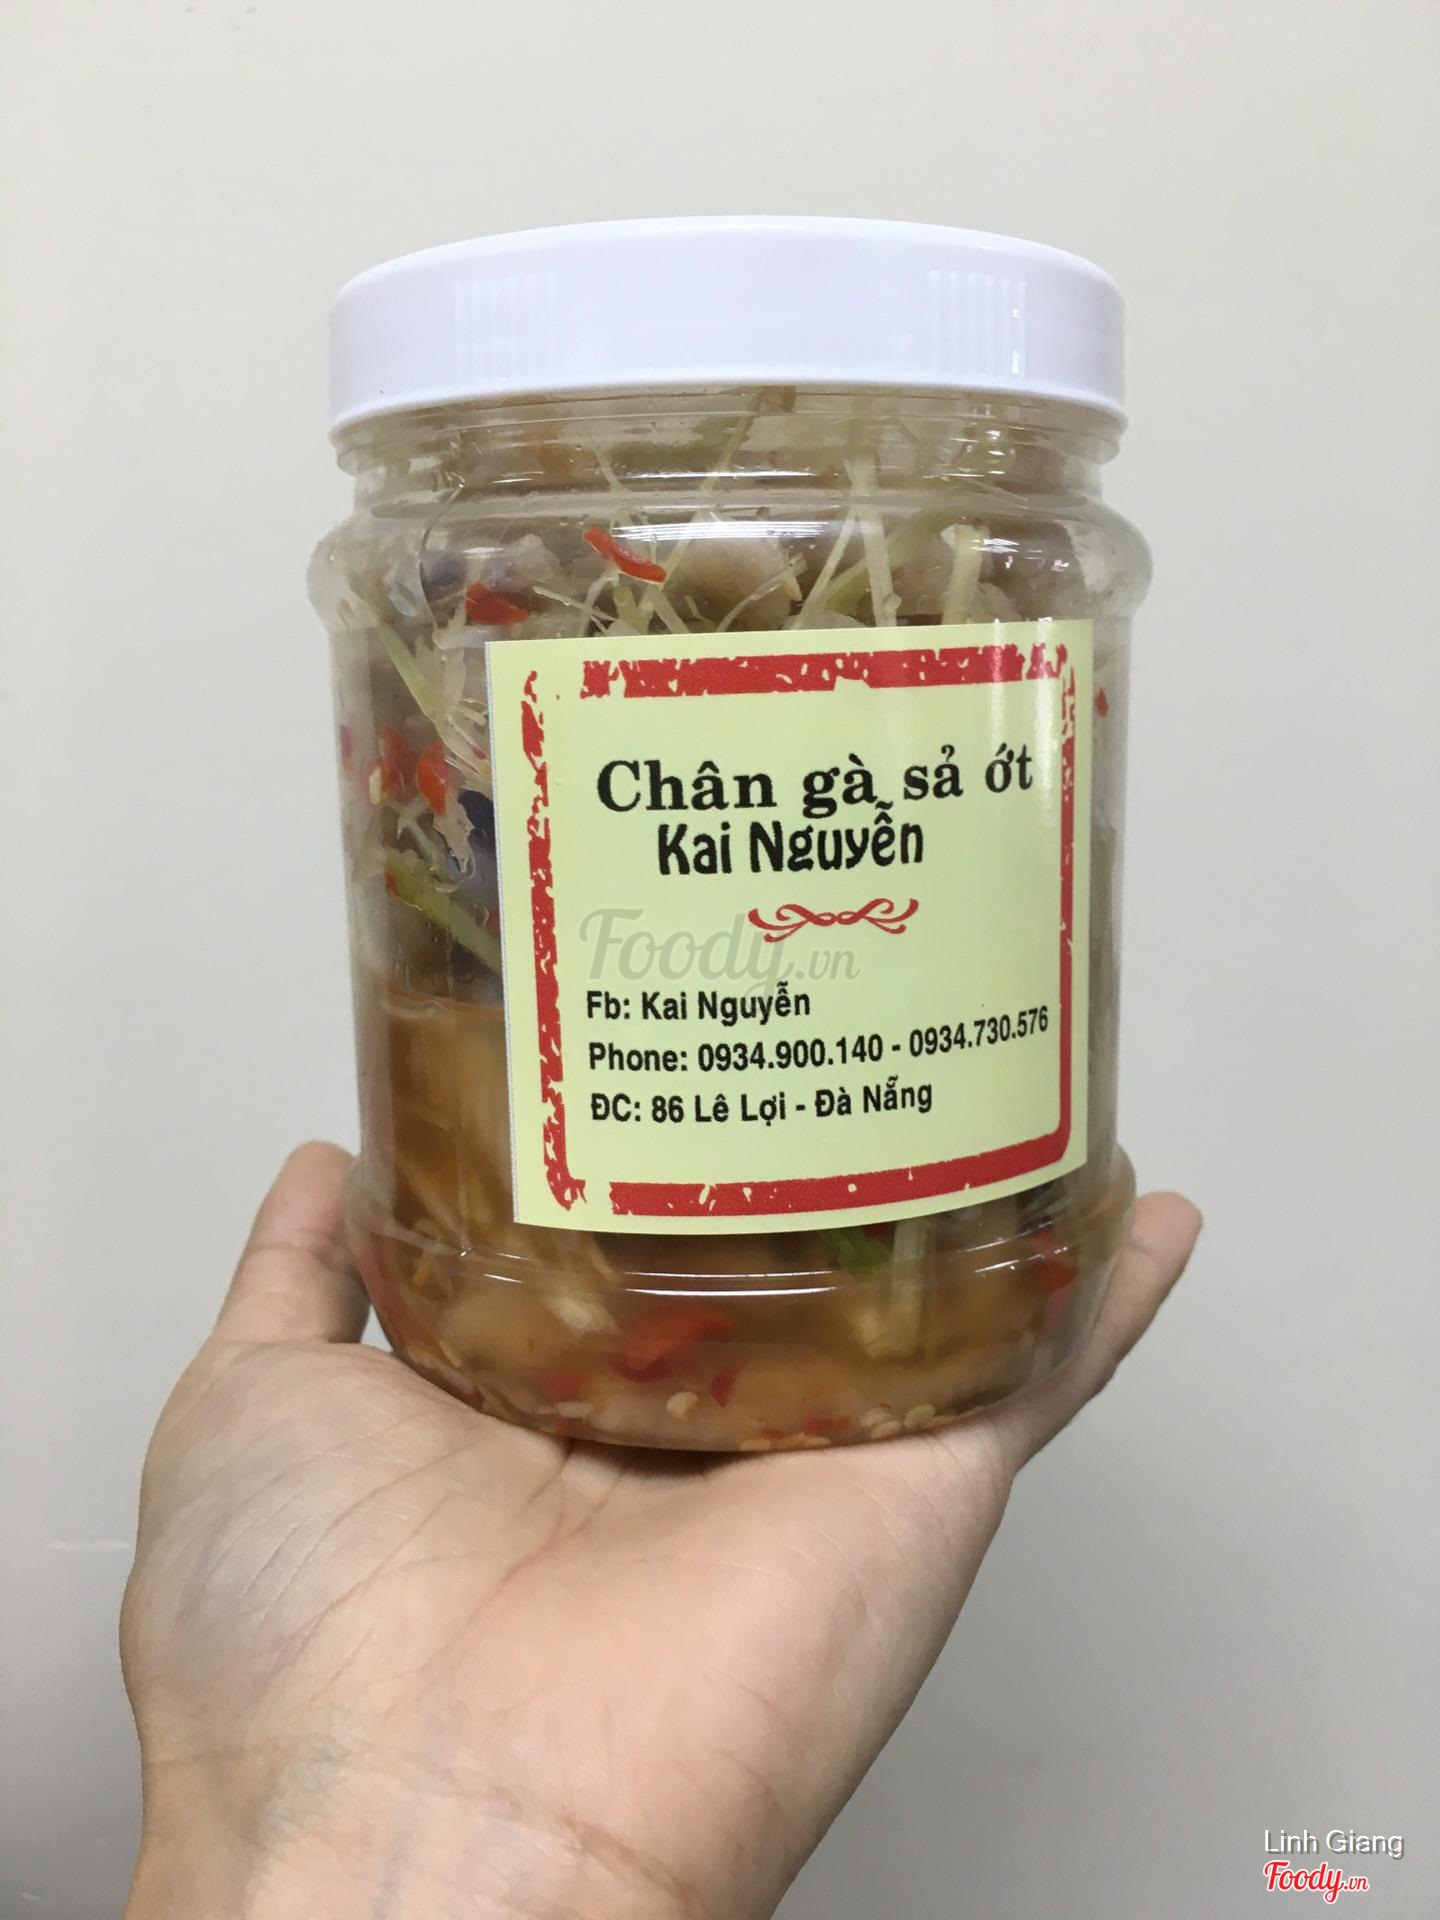 Chân gà sả ớt
Kai Nguyễn
Foody.vn
Fb: Kai Nguyễn
Phone: 0934.900.140 - 0934.730.576
ĐC: 86 Lê Lợi - Đà Nẵng
Linh Giang
Foody.vn